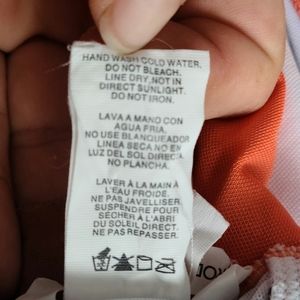 HAND WASH COLD WATER.
DO NOT BLEACH.
LINE DRY, NOT IN
DIRECT SUNLIGHT.
DO NOT IRON.
LAVA A MANO CON
AGUA FRIA.
NO USE BLANQUEADOR
LINEA SECA NO EN
LUZ DEL SOL DIRECTA
NO PLANCHA.
LAVER À LA MAIN À
L'EAU FROIDE.
NE PAS JAVELLISER.
SUSPENDRE POUR
SÉCHER À L'ABRI
DU SOLEIL DIRECT.
NE PAS REPASSER.